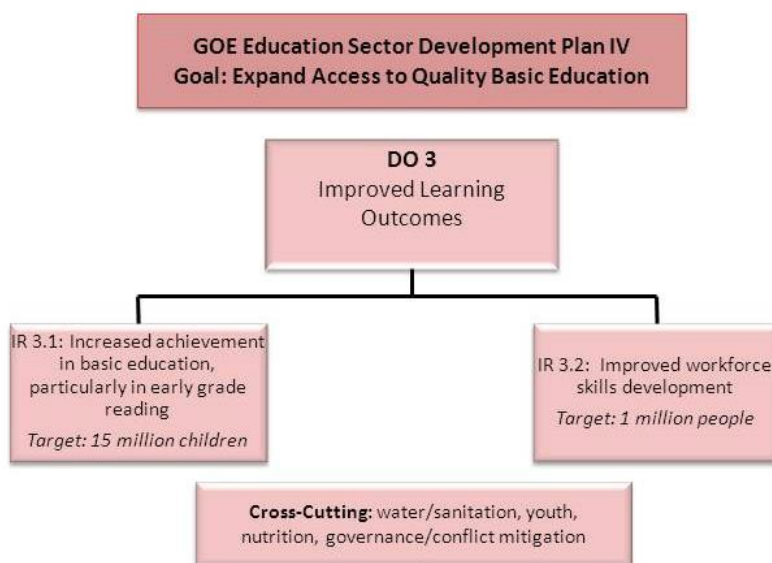 GOE Education Sector Development Plan IV
Goal: Expand Access to Quality Basic Education
DO 3
Improved Learning
Outcomes
IR 3.1: Increased achievement
in basic education,
particularly in early grade
reading
Target: 15 million children
IR 3.2:  Improved workforce
skills development
Target: 1 million people
Cross-Cutting: water/sanitation, youth,
nutrition, governance/conflict mitigation